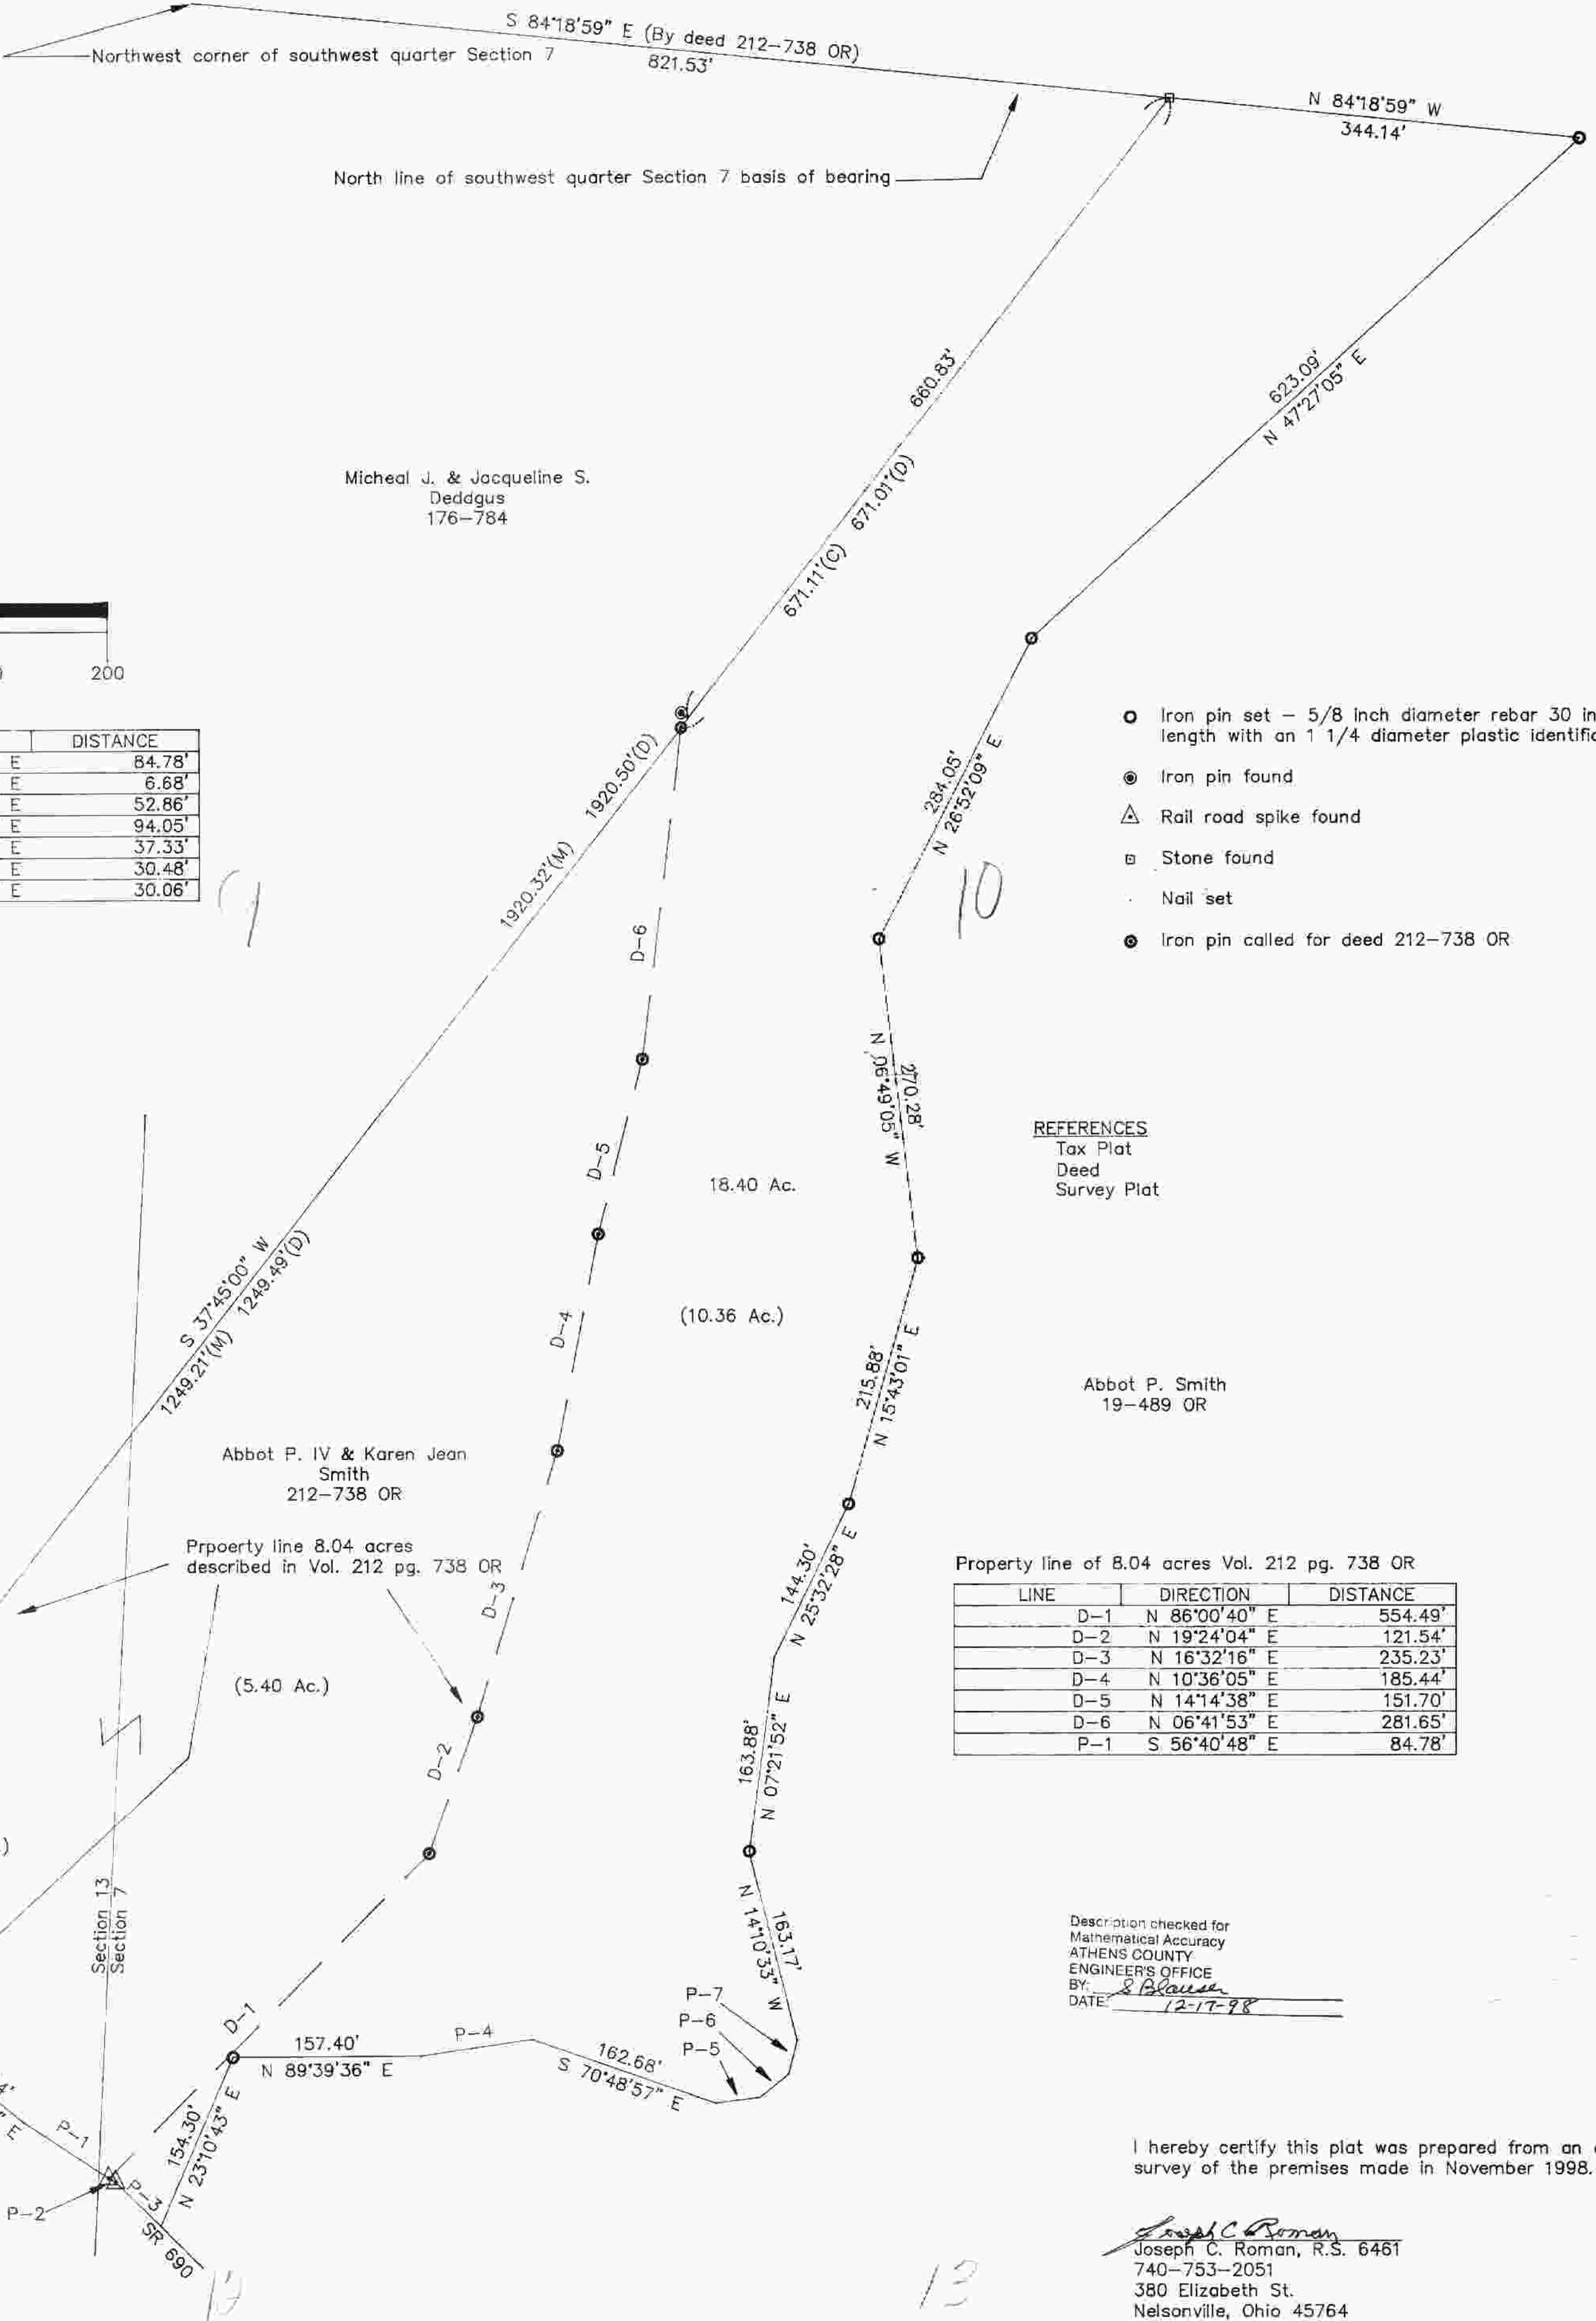 S 84°18'59" E (By deed 212-738 OR)
821.53'
Northwest corner of southwest quarter Section 7
N 84°18'59" W
344.14'
North line of southwest quarter Section 7 basis of bearing
660.83'
623.09'
N 47°27'05" E
671.11'(C) 671.01'(D)
Micheal J. & Jacqueline S.
Deddgus
176-784
200
DISTANCE
E 84.78'
E 6.68'
E 52.86'
E 94.05'
E 37.33'
E 30.48'
E 30.06'
1920.32'(M) 1920.50'(D)
284.05'
N 26°52'09" E
10
Iron pin set - 5/8 inch diameter rebar 30 in
length with an 1 1/4 diameter plastic identific
Iron pin found
Rail road spike found
Stone found
Nail set
Iron pin called for deed 212-738 OR
D-6
N 06°49'05" W
270.28'
REFERENCES
Tax Plat
Deed
Survey Plat
D-5
18.40 Ac.
S 37°45'00" W
1249.21'(M) 1249.49'(D)
D-4
(10.36 Ac.)
215.88'
N 15°43'01" E
Abbot P. Smith
19-489 OR
Abbot P. IV & Karen Jean
Smith
212-738 OR
Prpoerty line 8.04 acres
described in Vol. 212 pg. 738 OR
D-3
144.30'
N 25°32'28" E
Property line of 8.04 acres Vol. 212 pg. 738 OR
LINE DIRECTION DISTANCE
D-1 N 86°00'40" E 554.49'
D-2 N 19°24'04" E 121.54'
D-3 N 16°32'16" E 235.23'
D-4 N 10°36'05" E 185.44'
D-5 N 14°14'38" E 151.70'
D-6 N 06°41'53" E 281.65'
P-1 S 56°40'48" E 84.78'
(5.40 Ac.)
D-2
163.88'
N 07°21'52" E
)
Section 13
Section 7
N 14°10'33" W
163.17'
Description checked for
Mathematical Accuracy
ATHENS COUNTY
ENGINEER'S OFFICE
BY: S Blauser
DATE: 12-17-98
P-7
P-6
P-5
D-1
157.40'
N 89°39'36" E
P-4
162.68'
S 70°48'57" E
4'
" E
P-1
154.30'
N 23°10'43" E
P-2
P-3
SR 690
12
13
I hereby certify this plat was prepared from an
survey of the premises made in November 1998.
Joseph C Roman
Joseph C. Roman, R.S. 6461
740-753-2051
380 Elizabeth St.
Nelsonville, Ohio 45764